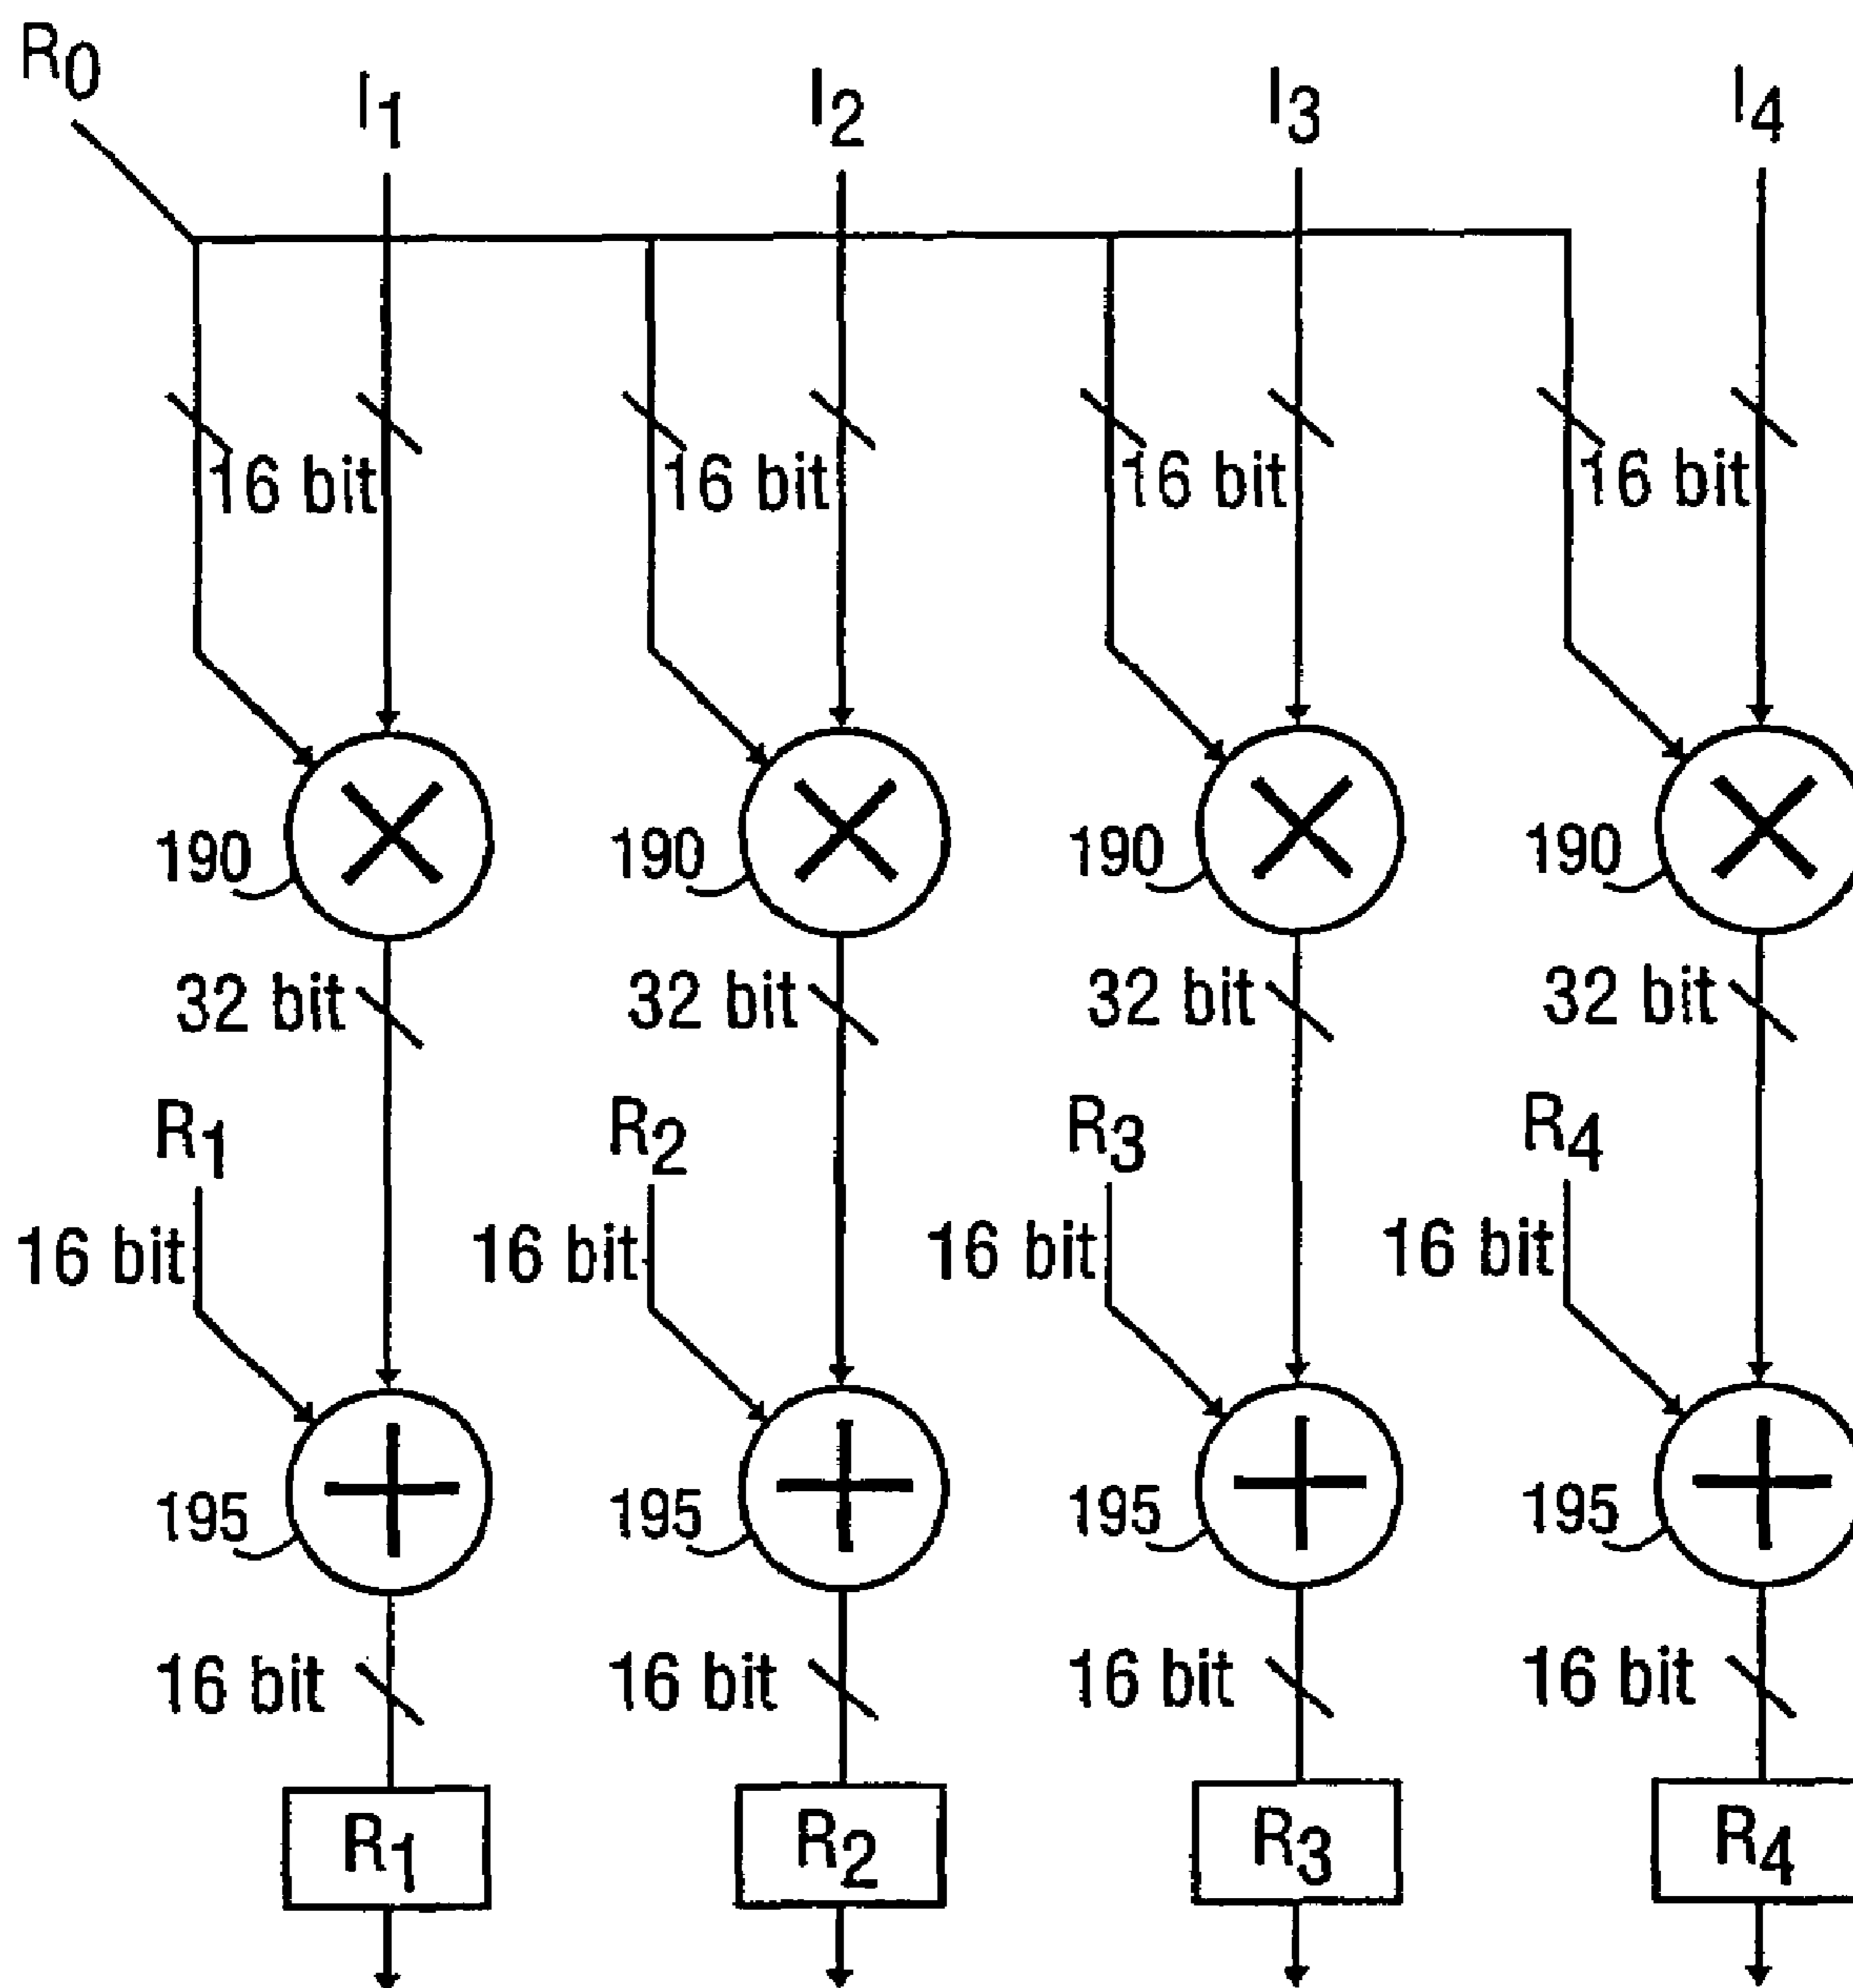 R0
I1 I2 I3 I4
16 bit 16 bit 16 bit 16 bit
190 190 190 190
32 bit 32 bit 32 bit 32 bit
R1 R2 R3 R4
16 bit 16 bit 16 bit 16 bit
195 195 195 195
16 bit 16 bit 16 bit 16 bit
R1 R2 R3 R4